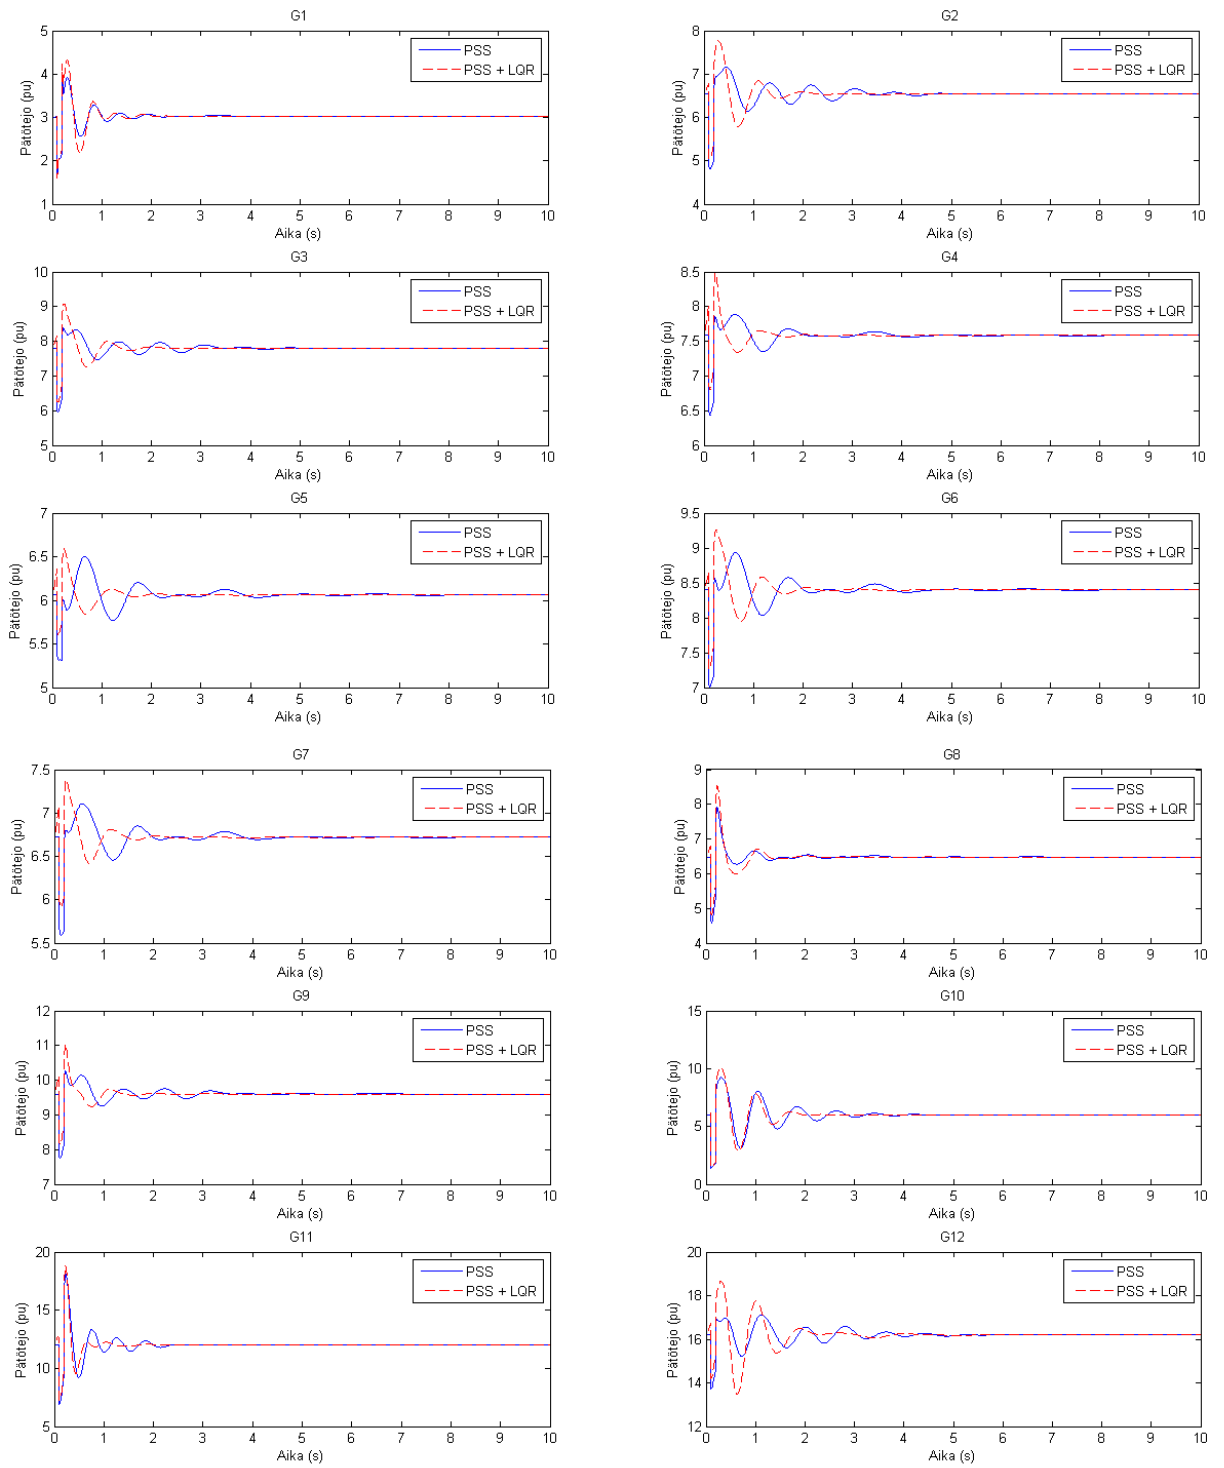 G1
5
4
3
2
1
Pätötejo (pu)
PSS
PSS + LQR
0 1 2 3 4 5 6 7 8 9 10
Aika (s)
G2
8
7
6
5
4
Pätötejo (pu)
PSS
PSS + LQR
0 1 2 3 4 5 6 7 8 9 10
Aika (s)
G3
10
9
8
7
6
5
Pätötejo (pu)
PSS
PSS + LQR
0 1 2 3 4 5 6 7 8 9 10
Aika (s)
G4
8.5
8
7.5
7
6.5
6
Pätötejo (pu)
PSS
PSS + LQR
0 1 2 3 4 5 6 7 8 9 10
Aika (s)
G5
7
6.5
6
5.5
5
Pätötejo (pu)
PSS
PSS + LQR
0 1 2 3 4 5 6 7 8 9 10
Aika (s)
G6
9.5
9
8.5
8
7.5
7
Pätötejo (pu)
PSS
PSS + LQR
0 1 2 3 4 5 6 7 8 9 10
Aika (s)
G7
7.5
7
6.5
6
5.5
Pätötejo (pu)
PSS
PSS + LQR
0 1 2 3 4 5 6 7 8 9 10
Aika (s)
G8
9
8
7
6
5
4
Pätötejo (pu)
PSS
PSS + LQR
0 1 2 3 4 5 6 7 8 9 10
Aika (s)
G9
12
11
10
9
8
7
Pätötejo (pu)
PSS
PSS + LQR
0 1 2 3 4 5 6 7 8 9 10
Aika (s)
G10
15
10
5
0
Pätötejo (pu)
PSS
PSS + LQR
0 1 2 3 4 5 6 7 8 9 10
Aika (s)
G11
20
15
10
5
Pätötejo (pu)
PSS
PSS + LQR
0 1 2 3 4 5 6 7 8 9 10
Aika (s)
G12
20
18
16
14
12
Pätötejo (pu)
PSS
PSS + LQR
0 1 2 3 4 5 6 7 8 9 10
Aika (s)